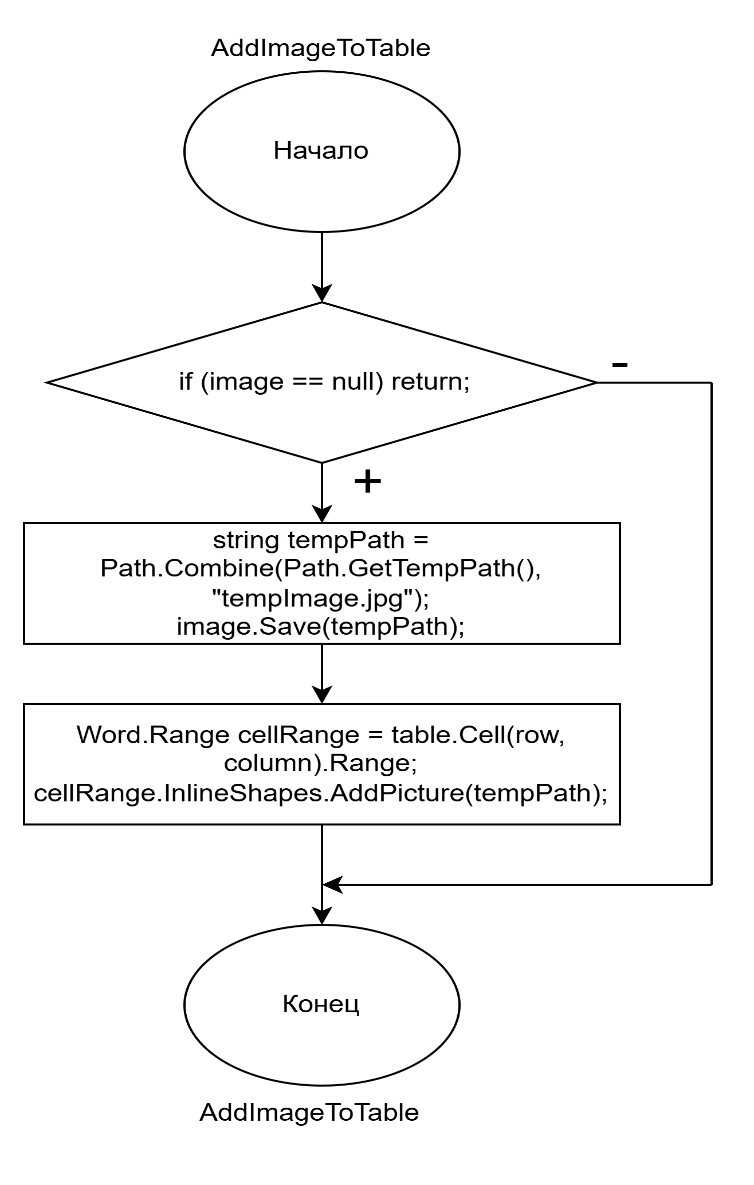 AddImageToTable
Начало
if (image == null) return;
-
+
string tempPath =
Path.Combine(Path.GetTempPath(),
"tempImage.jpg");
image.Save(tempPath);
Word.Range cellRange = table.Cell(row,
column).Range;
cellRange.InlineShapes.AddPicture(tempPath);
Конец
AddImageToTable